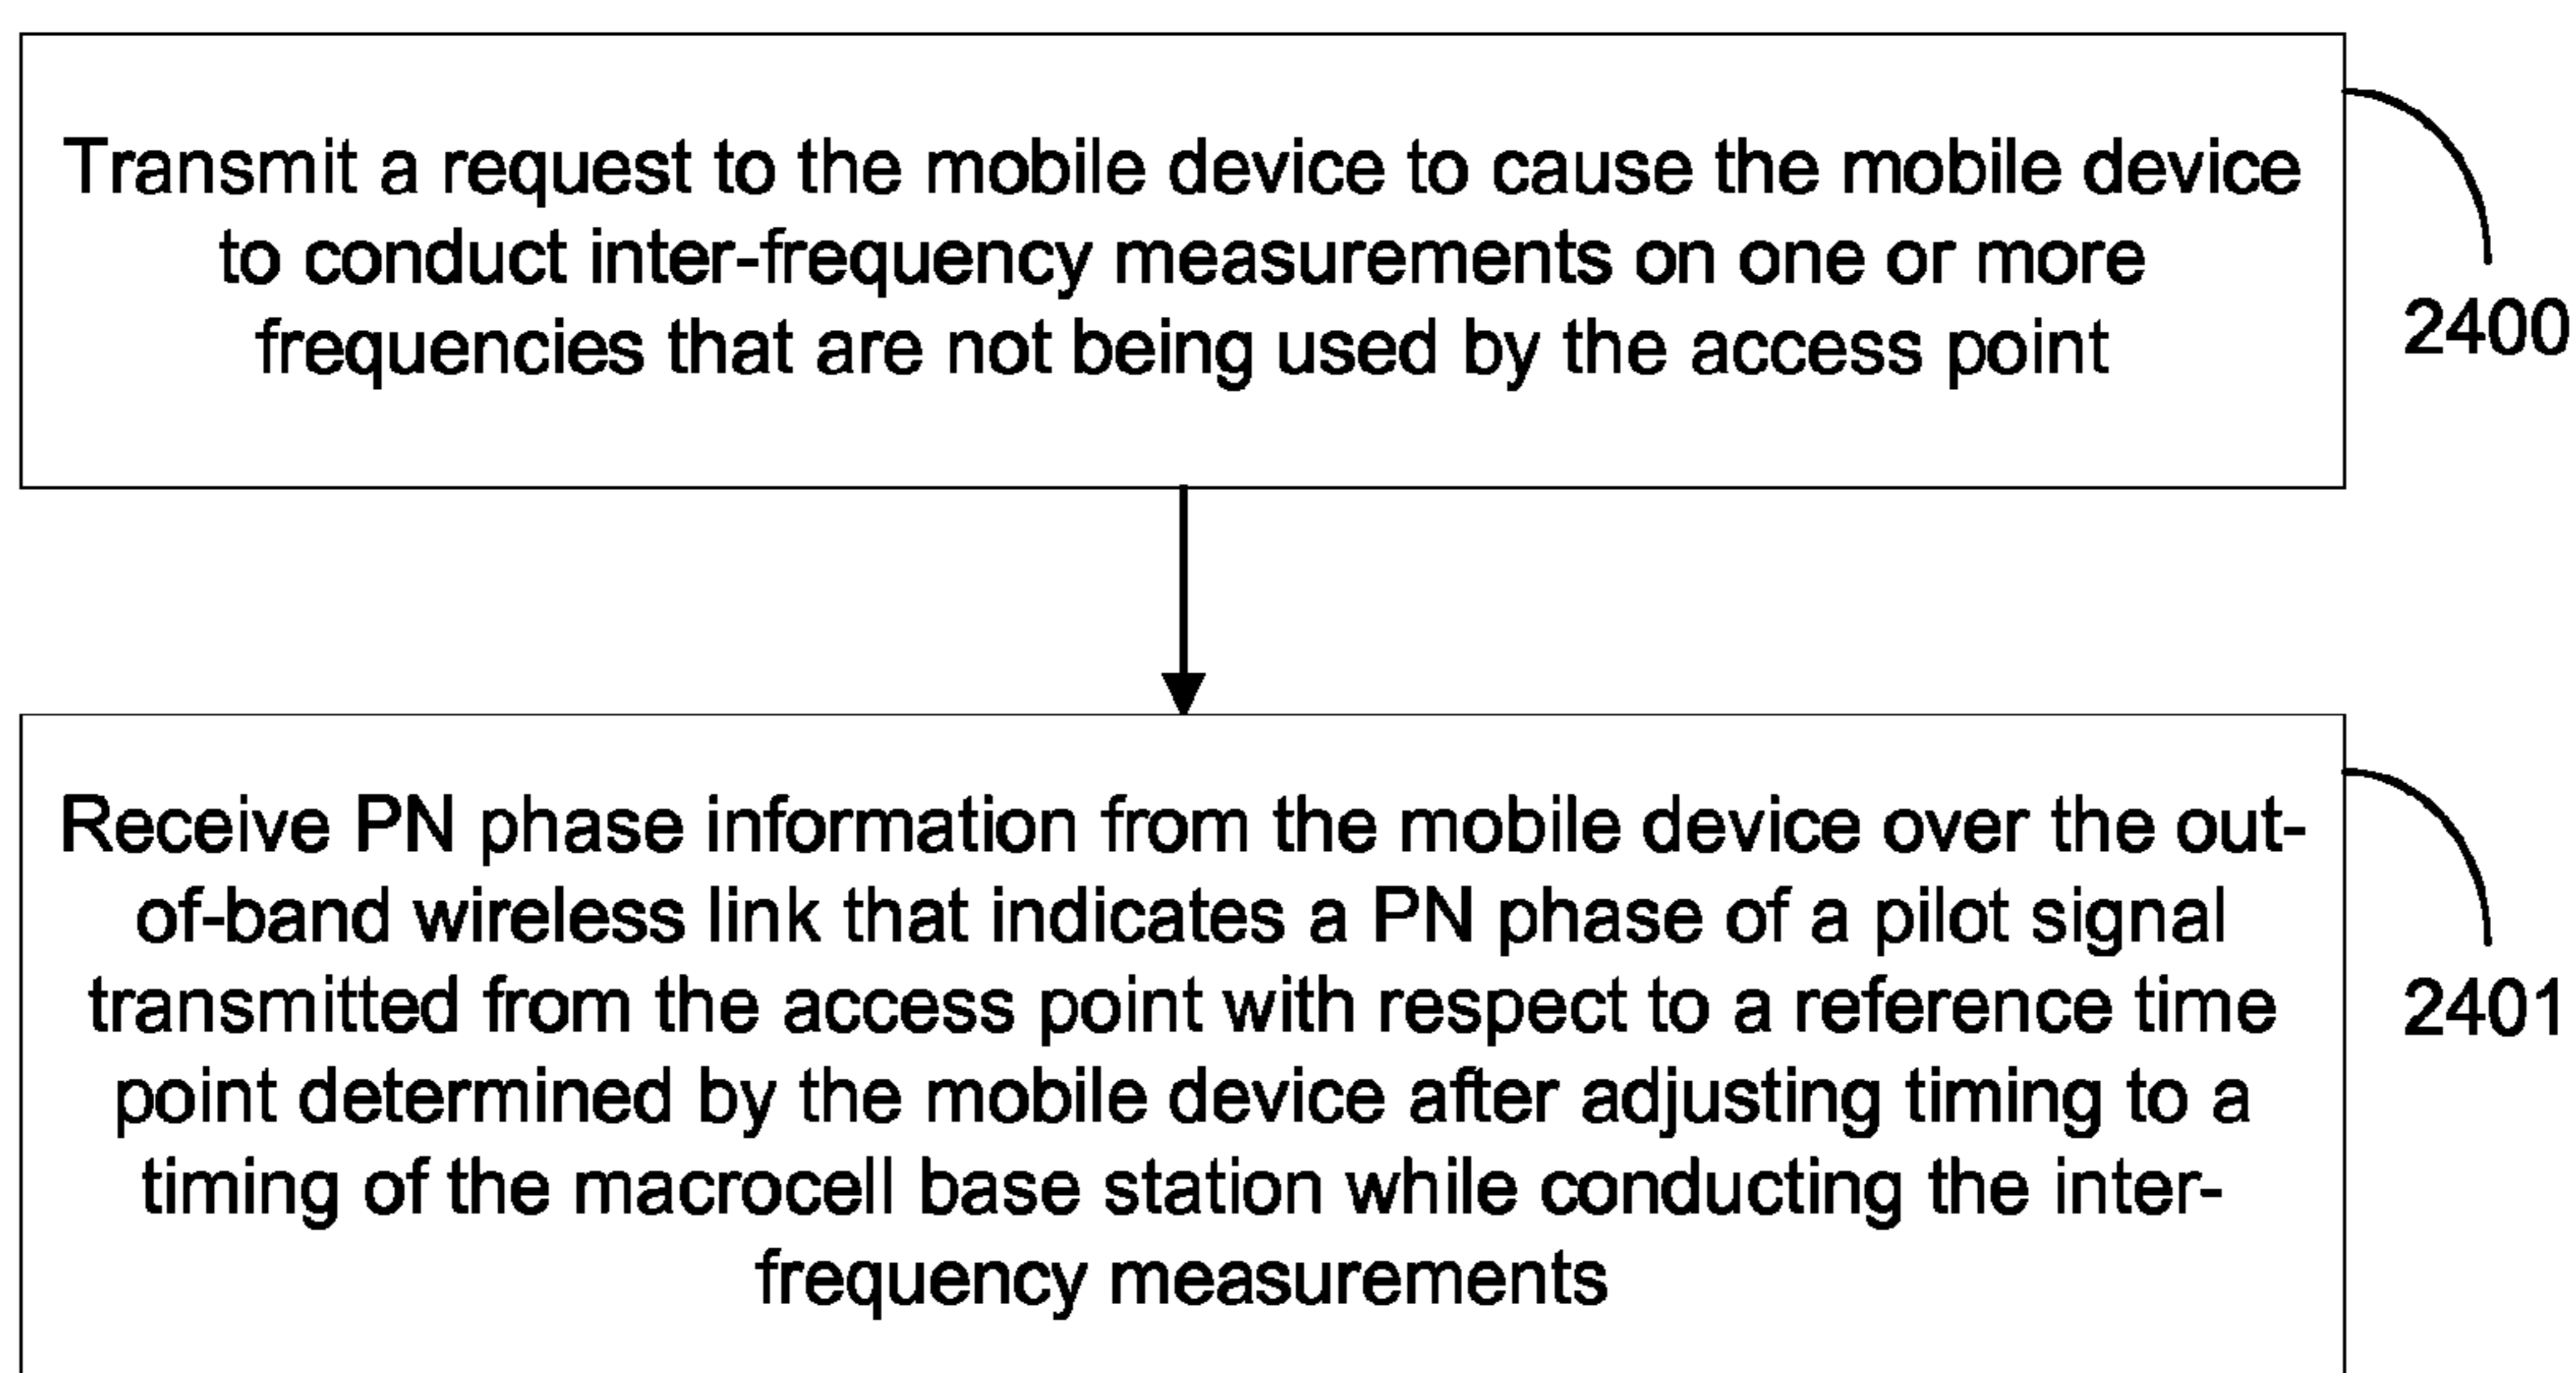 Transmit a request to the mobile device to cause the mobile device
to conduct inter-frequency measurements on one or more
frequencies that are not being used by the access point
2400
Receive PN phase information from the mobile device over the out-
of-band wireless link that indicates a PN phase of a pilot signal
transmitted from the access point with respect to a reference time
point determined by the mobile device after adjusting timing to a
timing of the macrocell base station while conducting the inter-
frequency measurements
2401